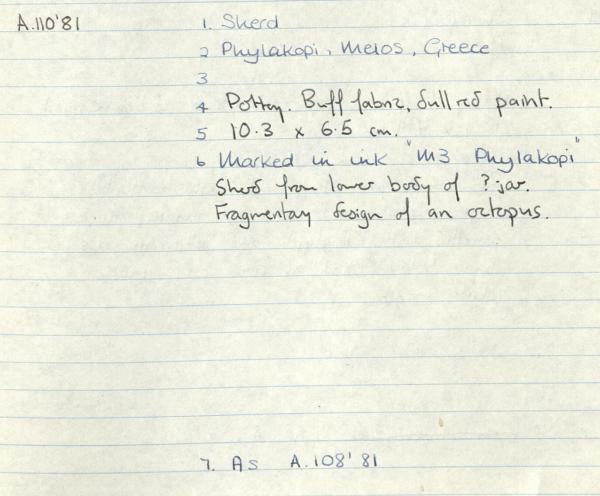 A.110'81
1. Sherd
2 Phylakopi, Melos, Greece
3
4 Pottery. Buff fabric, dull red paint.
5 10.3 x 6.5 cm.
6 Marked in ink "M3 Phylakopi"
Sherd from lower body of ?jar.
Fragmentary design of an octopus.
7. As A.108'81